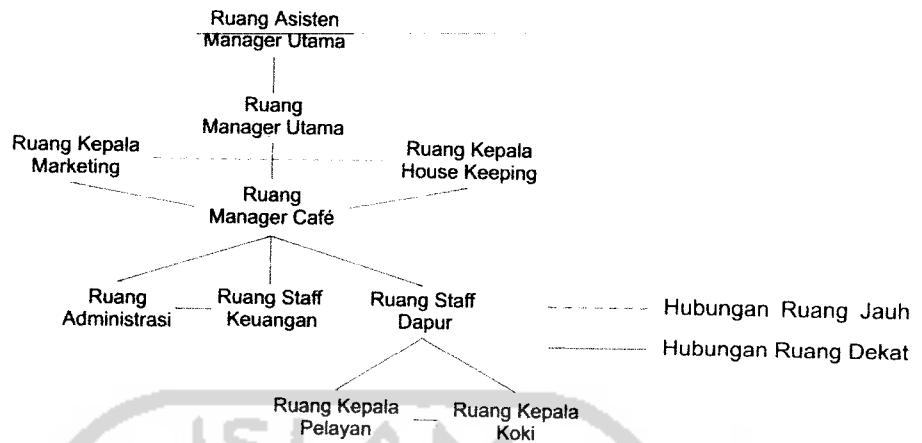 Ruang Asisten
Manager Utama
Ruang
Manager Utama
Ruang Kepala
Marketing
Ruang Kepala
House Keeping
Ruang
Manager Café
Ruang
Administrasi
Ruang Staff
Keuangan
Ruang Staff
Dapur
Hubungan Ruang Jauh
Hubungan Ruang Dekat
Ruang Kepala
Pelayan
Ruang Kepala
Koki